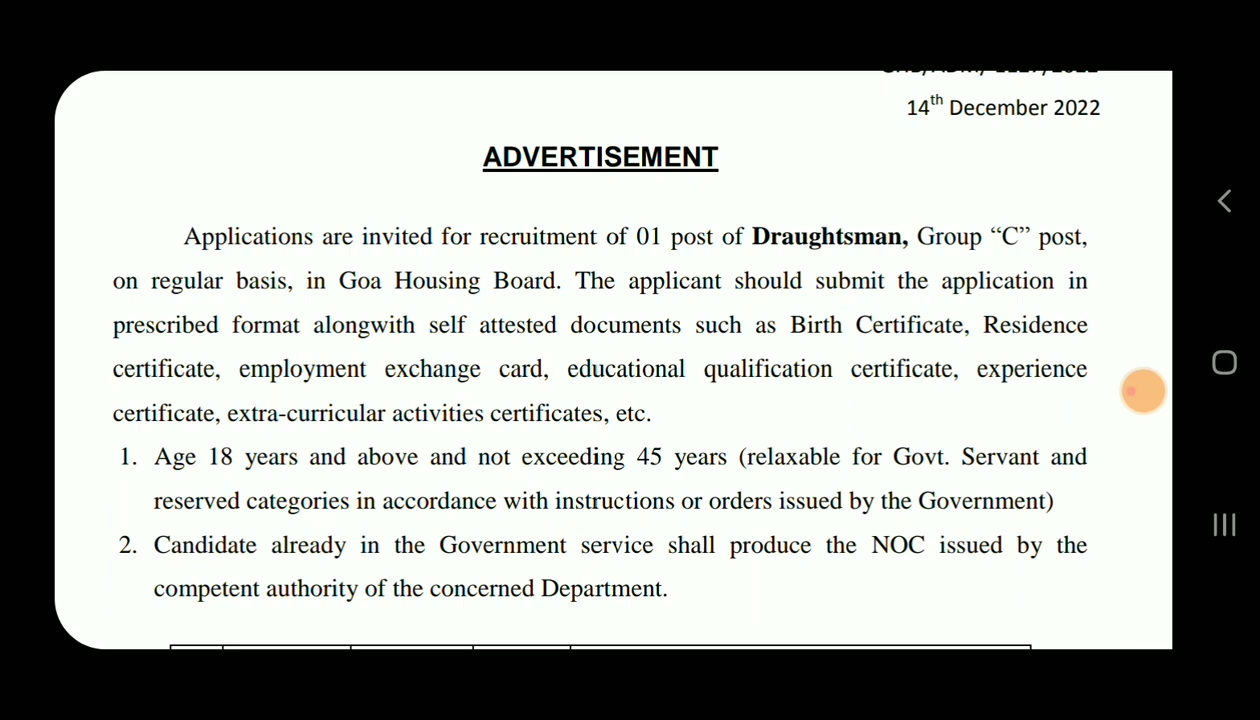 14th December 2022
ADVERTISEMENT
Applications are invited for recruitment of 01 post of Draughtsman, Group “C” post,
on regular basis, in Goa Housing Board. The applicant should submit the application in
prescribed format alongwith self attested documents such as Birth Certificate, Residence
certificate, employment exchange card, educational qualification certificate, experience
certificate, extra-curricular activities certificates, etc.
1. Age 18 years and above and not exceeding 45 years (relaxable for Govt. Servant and
reserved categories in accordance with instructions or orders issued by the Government)
2. Candidate already in the Government service shall produce the NOC issued by the
competent authority of the concerned Department.